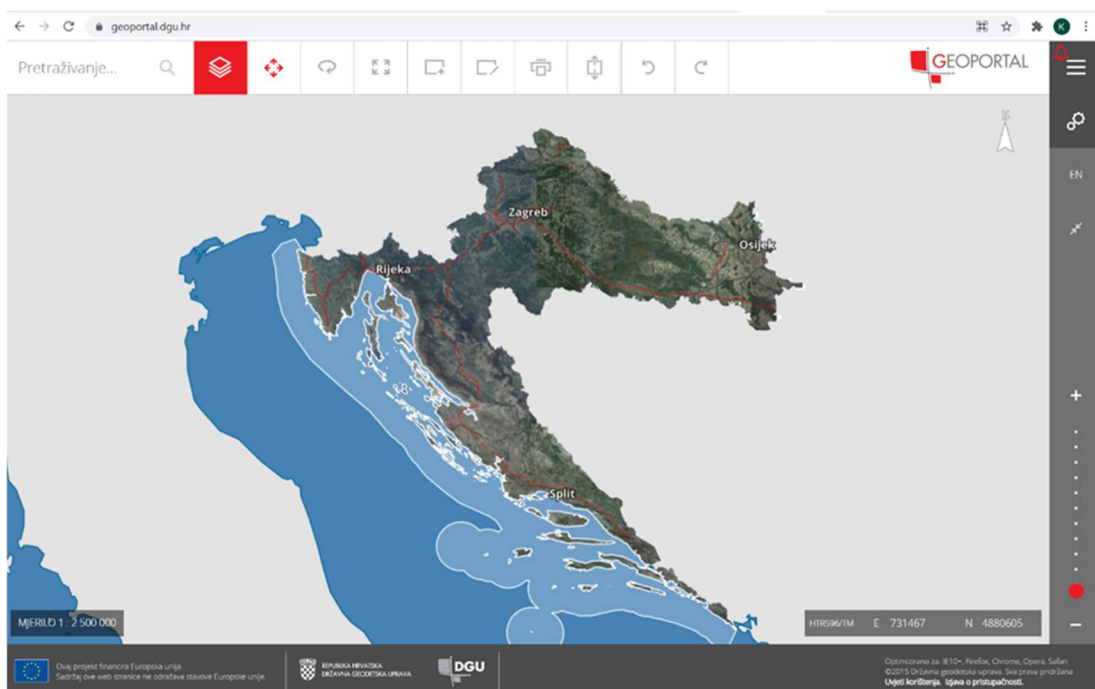 geoportal.dgu.hr
K
Pretraživanje...
GEOPORTAL
S
EN
Zagreb
Osijek
Rijeka
Split
+
MJERILO 1 : 2 500 000
HTRS96/TM E 731467 N 4880605
−
Ovaj projekt financira Europska unija.
Sadržaj ove web stranice ne odražava stavove Europske unije.
REPUBLIKA HRVATSKA
DRŽAVNA GEODETSKA UPRAVA
DGU
Optimizirano za: IE10+, Firefox, Chrome, Opera, Safari
©2015 Državna geodetska uprava. Sva prava pridržana
Uvjeti korištenja. Izjava o pristupačnosti.